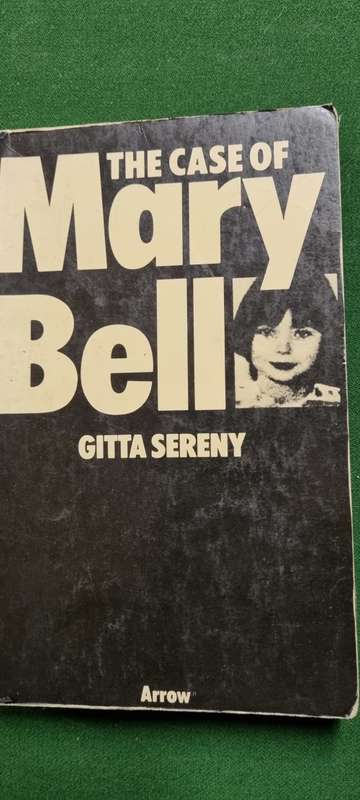 THE CASE OF
Mary
Bell
GITTA SERENY
Arrow